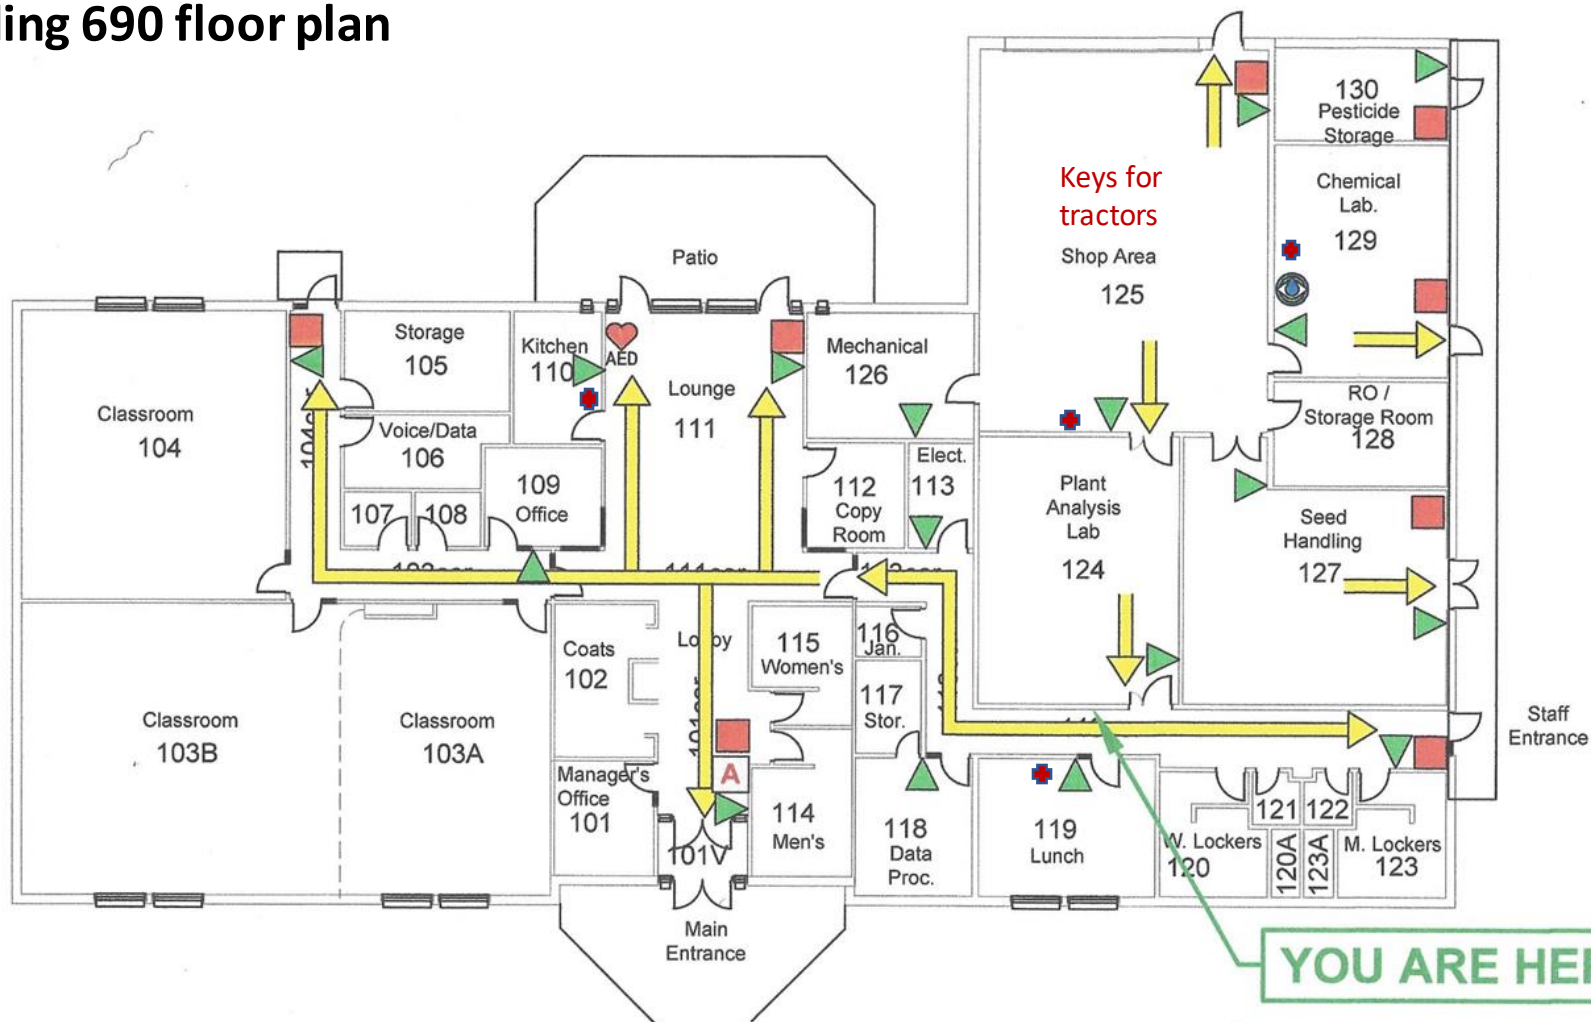 ling 690 floor plan
130
Pesticide
Storage
Keys for
tractors
Chemical
Lab.
129
Shop Area
125
Patio
Storage
105
Kitchen
110
AED
Lounge
111
Mechanical
126
Classroom
104
Voice/Data
106
RO /
Storage Room
128
107
108
109
Office
112
Copy
Room
Elect.
113
Plant
Analysis
Lab
124
Seed
Handling
127
Coats
102
115
Women's
116
Jan.
117
Stor.
Classroom
103B
Classroom
103A
A
Manager's
Office
101
101V
114
Men's
118
Data
Proc.
119
Lunch
W. Lockers
120
121
122
120A
123A
M. Lockers
123
Staff
Entrance
Main
Entrance
YOU ARE